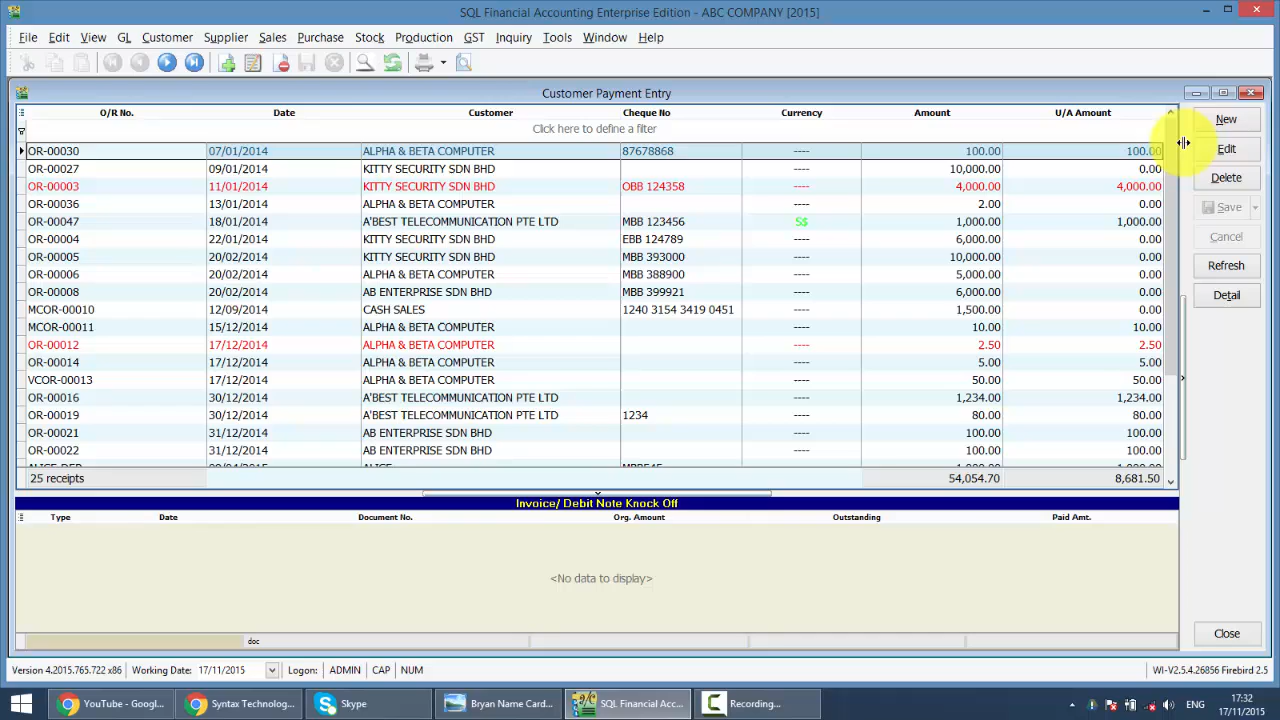 SQL Financial Accounting Enterprise Edition - ABC COMPANY [2015]
File Edit View GL Customer Supplier Sales Purchase Stock Production GST Inquiry Tools Window Help
Customer Payment Entry
O/R No. Date Customer Cheque No Currency Amount U/A Amount
Click here to define a filter
OR-00030 07/01/2014 ALPHA & BETA COMPUTER 87678868 ---- 100.00 100.00
OR-00027 09/01/2014 KITTY SECURITY SDN BHD ---- 10,000.00 0.00
OR-00003 11/01/2014 KITTY SECURITY SDN BHD OBB 124358 ---- 4,000.00 4,000.00
OR-00036 13/01/2014 ALPHA & BETA COMPUTER ---- 2.00 0.00
OR-00047 18/01/2014 A'BEST TELECOMMUNICATION PTE LTD MBB 123456 S$ 1,000.00 1,000.00
OR-00004 22/01/2014 KITTY SECURITY SDN BHD EBB 124789 ---- 6,000.00 0.00
OR-00005 20/02/2014 KITTY SECURITY SDN BHD MBB 393000 ---- 10,000.00 0.00
OR-00006 20/02/2014 ALPHA & BETA COMPUTER MBB 388900 ---- 5,000.00 0.00
OR-00008 20/02/2014 AB ENTERPRISE SDN BHD MBB 399921 ---- 6,000.00 0.00
MCOR-00010 12/09/2014 CASH SALES 1240 3154 3419 0451 ---- 1,500.00 0.00
MCOR-00011 15/12/2014 ALPHA & BETA COMPUTER ---- 10.00 10.00
OR-00012 17/12/2014 ALPHA & BETA COMPUTER ---- 2.50 2.50
OR-00014 17/12/2014 ALPHA & BETA COMPUTER ---- 5.00 5.00
VCOR-00013 17/12/2014 ALPHA & BETA COMPUTER ---- 50.00 50.00
OR-00016 30/12/2014 A'BEST TELECOMMUNICATION PTE LTD ---- 1,234.00 1,234.00
OR-00019 30/12/2014 A'BEST TELECOMMUNICATION PTE LTD 1234 ---- 80.00 80.00
OR-00021 31/12/2014 AB ENTERPRISE SDN BHD ---- 100.00 100.00
OR-00022 31/12/2014 AB ENTERPRISE SDN BHD ---- 100.00 100.00
25 receipts 54,054.70 8,681.50
New
Edit
Delete
Save
Cancel
Refresh
Detail
Invoice/ Debit Note Knock Off
Type Date Document No. Org. Amount Outstanding Paid Amt.
<No data to display>
doc
Close
Version 4.2015.765.722 x86 Working Date: 17/11/2015 Logon: ADMIN CAP NUM WI-V2.5.4.26856 Firebird 2.5
YouTube - Googl... Syntax Technolog... Skype Bryan Name Card... SQL Financial Acc... Recording... ENG 17:32
17/11/2015